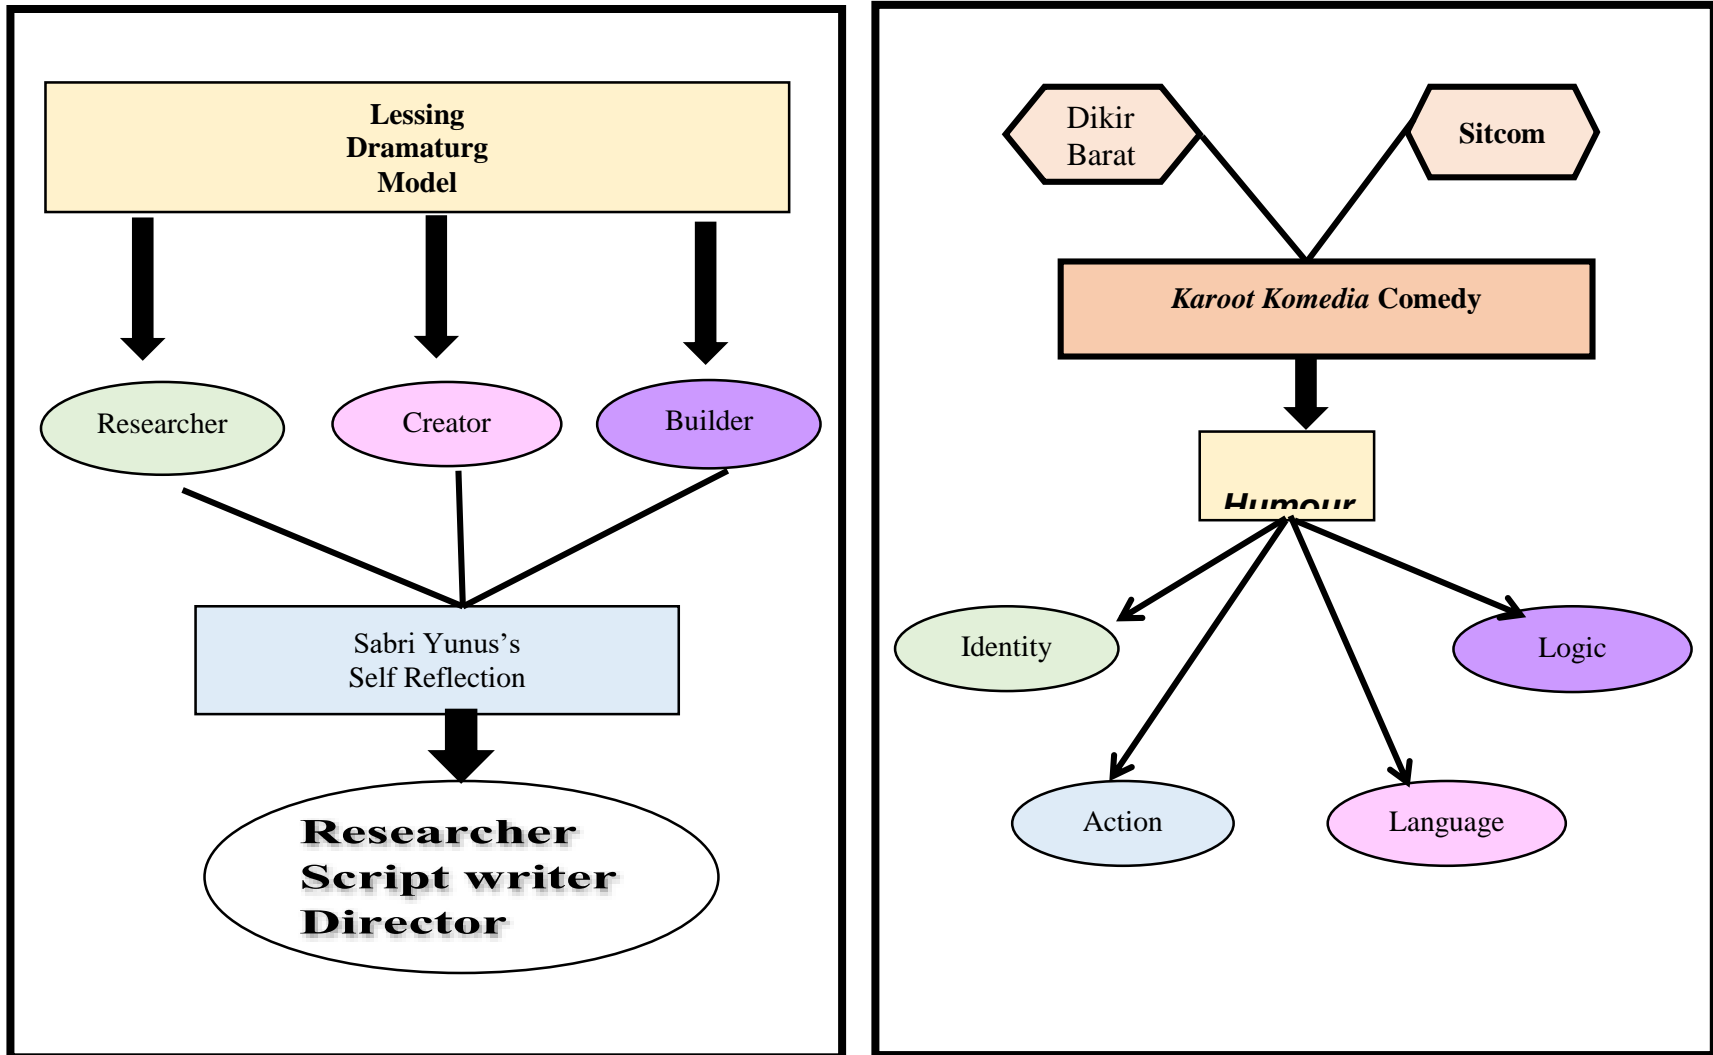 Lessing
Dramaturg
Model
Researcher
Creator
Builder
Sabri Yunus’s
Self Reflection
Researcher
Script writer
Director
Dikir
Barat
Sitcom
Karoot Komedia Comedy
Humour
Identity
Logic
Action
Language